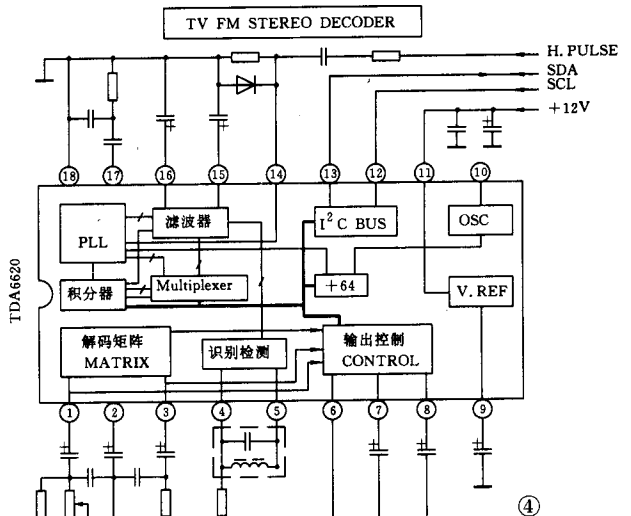 TV FM STEREO DECODER
H. PULSE
SDA
SCL
+12V
18 17 16 15 14 13 12 11 10
TDA6620
PLL
滤波器
I²C BUS
OSC
积分器
Multiplexer
+64
V. REF
解码矩阵
MATRIX
识别检测
输出控制
CONTROL
1 2 3 4 5 6 7 8 9
④